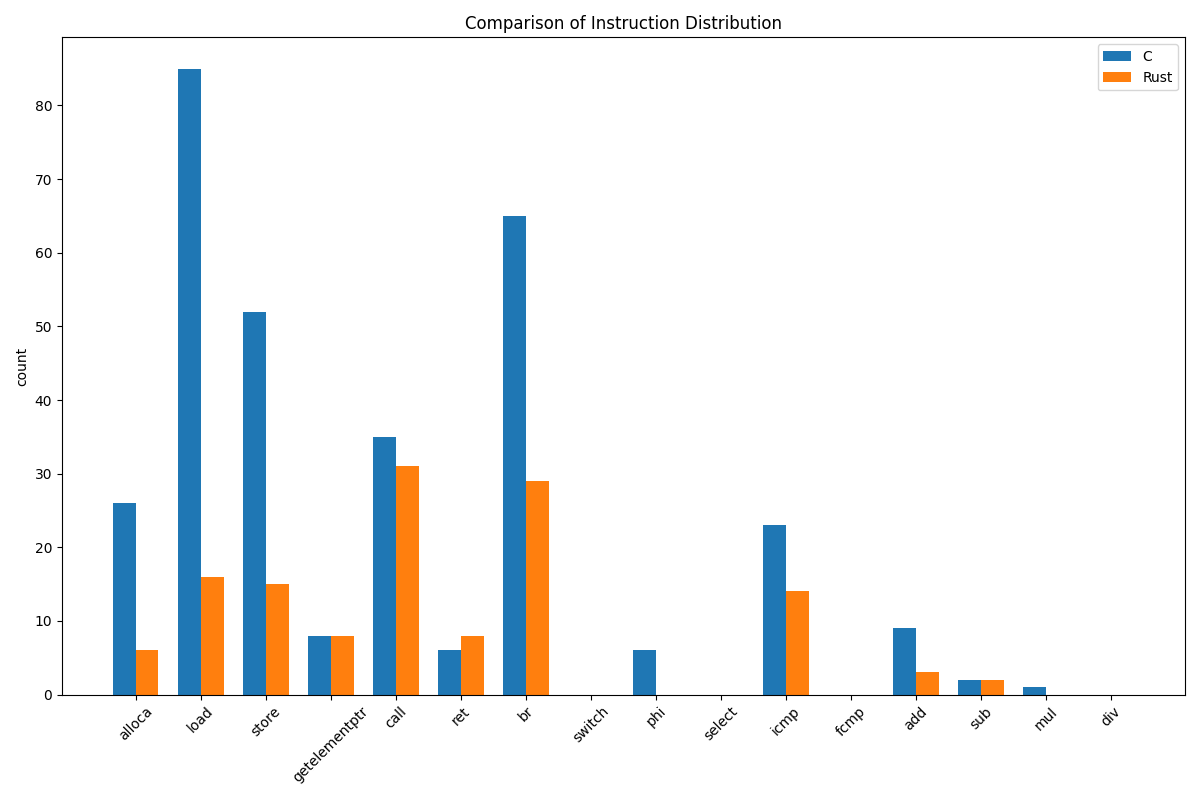 Comparison of Instruction Distribution
C
Rust
count
80
70
60
50
40
30
20
10
0
alloca
load
store
getelementptr
call
ret
br
switch
phi
select
icmp
fcmp
add
sub
mul
div